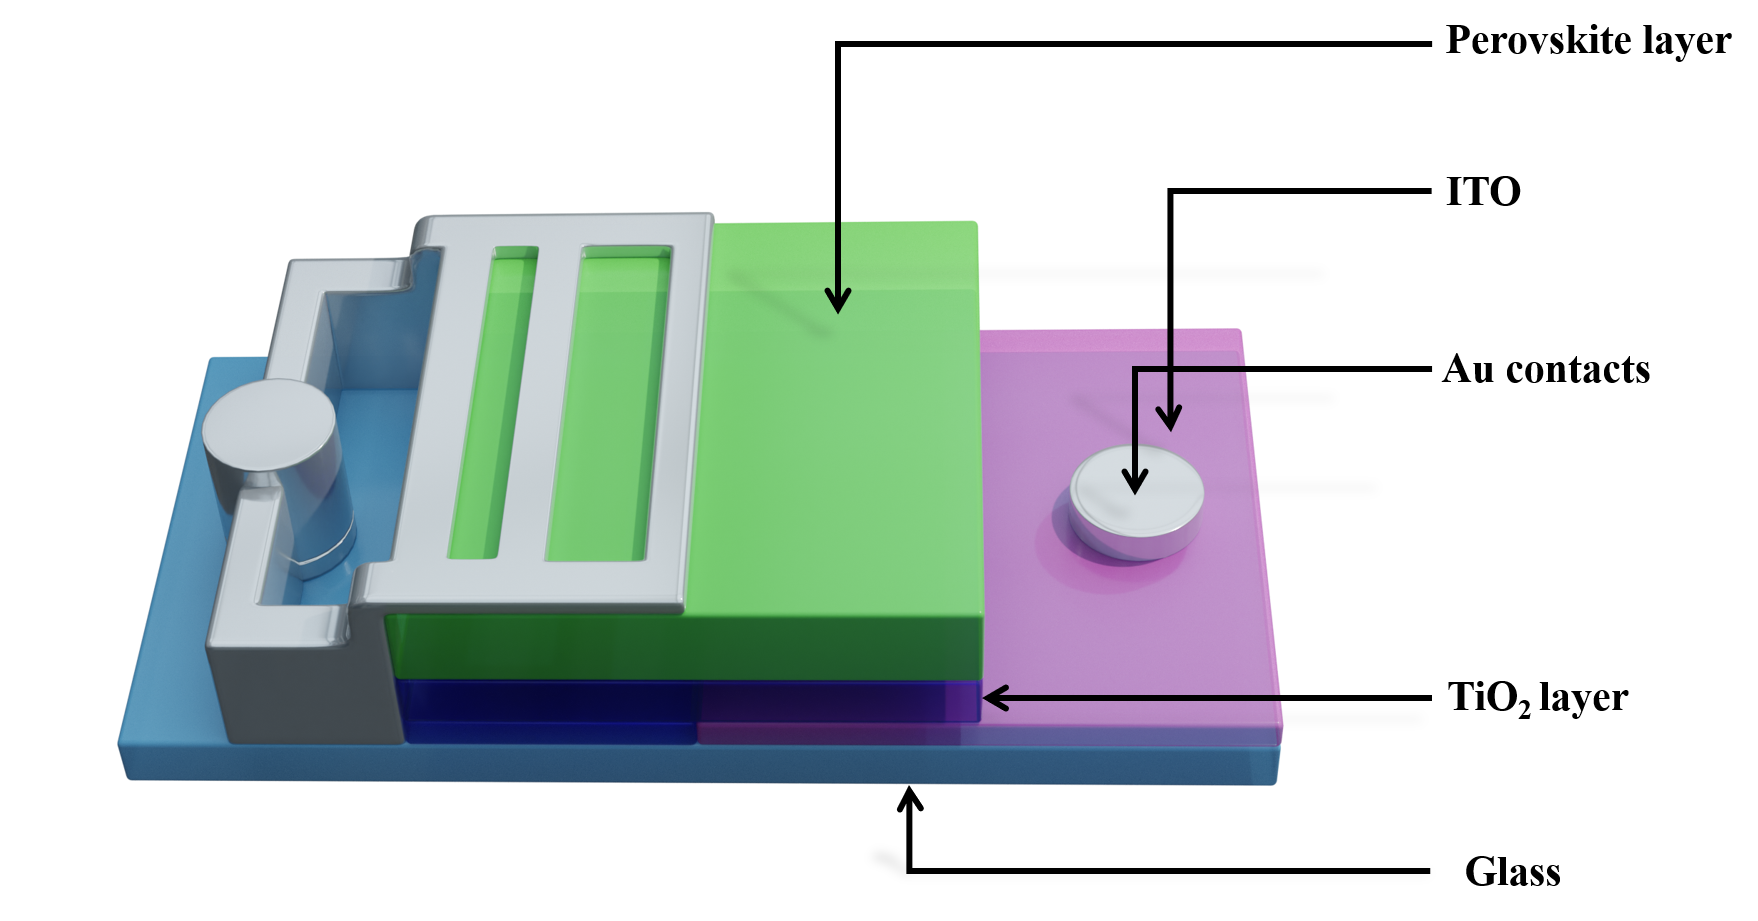 Perovskite layer
ITO
Au contacts
TiO₂ layer
Glass